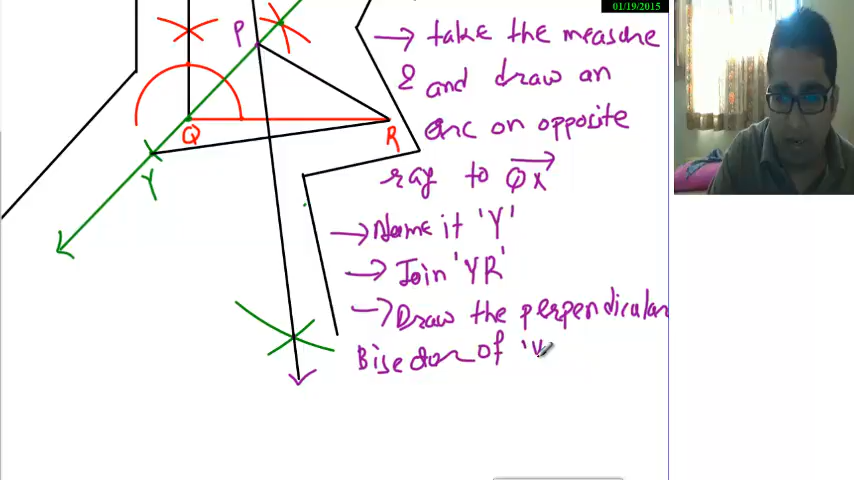 01/19/2015
P
→ take the measure
& and draw an
arc on opposite
Q
R
ray to QX
Y
→ Name it 'Y'
→ Join 'YR'
→ Draw the perpendicular
Bisector of 'Y